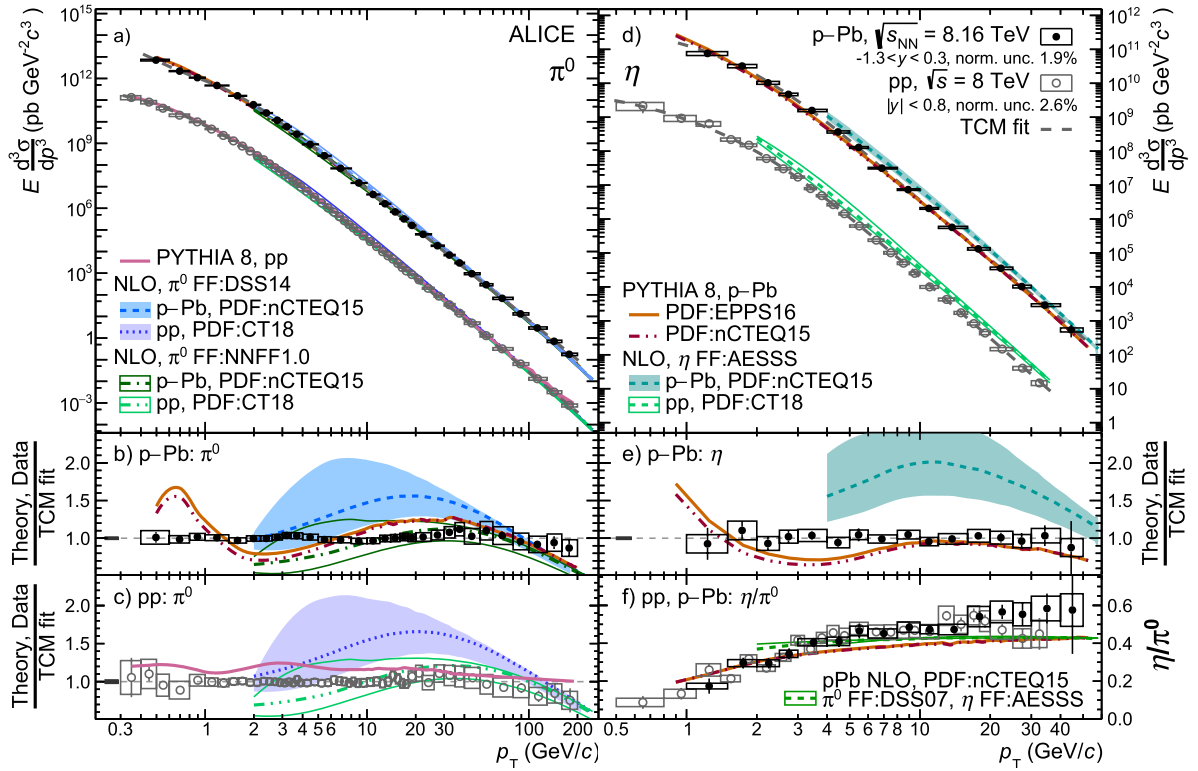 a)
ALICE
π⁰
E d³σ/dp³ (pb GeV⁻²c³)
10¹⁵
10¹²
10⁹
10⁶
10³
1
10⁻³
PYTHIA 8, pp
NLO, π⁰ FF:DSS14
p–Pb, PDF:nCTEQ15
pp, PDF:CT18
NLO, π⁰ FF:NNFF1.0
p–Pb, PDF:nCTEQ15
pp, PDF:CT18
d)
η
p–Pb, √sNN = 8.16 TeV
-1.3<y < 0.3, norm. unc. 1.9%
pp, √s = 8 TeV
|y| < 0.8, norm. unc. 2.6%
TCM fit
E d³σ/dp³ (pb GeV⁻²c³)
10¹²
10¹¹
10¹⁰
10⁹
10⁸
10⁷
10⁶
10⁵
10⁴
10³
10²
10
1
PYTHIA 8, p–Pb
PDF:EPPS16
PDF:nCTEQ15
NLO, η FF:AESSS
p–Pb, PDF:nCTEQ15
pp, PDF:CT18
b) p–Pb: π⁰
Theory, Data
TCM fit
2.0
1.5
1.0
e) p–Pb: η
Theory, Data
TCM fit
c) pp: π⁰
Theory, Data
TCM fit
2.0
1.5
1.0
0.3 1 2 3 4 5 6 10 20 30 100
pT (GeV/c)
f) pp, p–Pb: η/π⁰
η/π⁰
0.6
0.4
0.2
0.0
pPb NLO, PDF:nCTEQ15
π⁰ FF:DSS07, η FF:AESSS
0.5 1 2 3 4 5 6 7 8 10 20 30 40
pT (GeV/c)